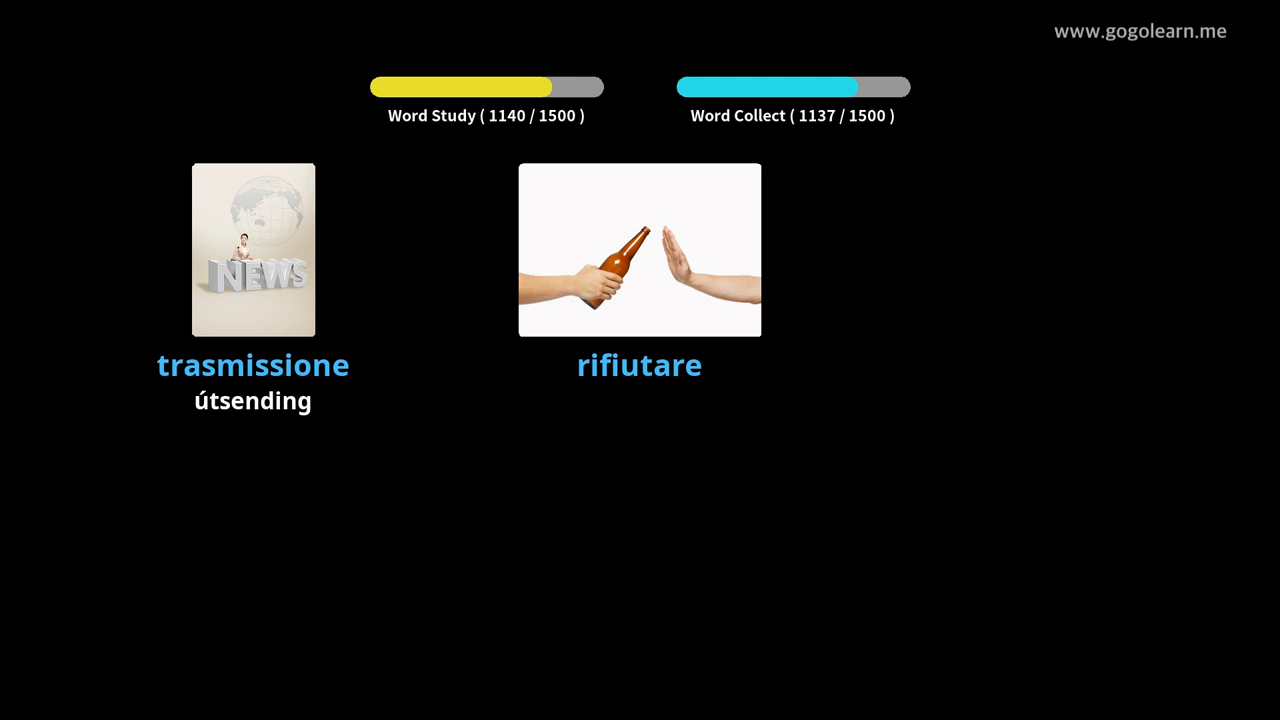 www.gogolearn.me
Word Study ( 1140 / 1500 )
Word Collect ( 1137 / 1500 )
NEWS
trasmissione
rifiutare
útsending